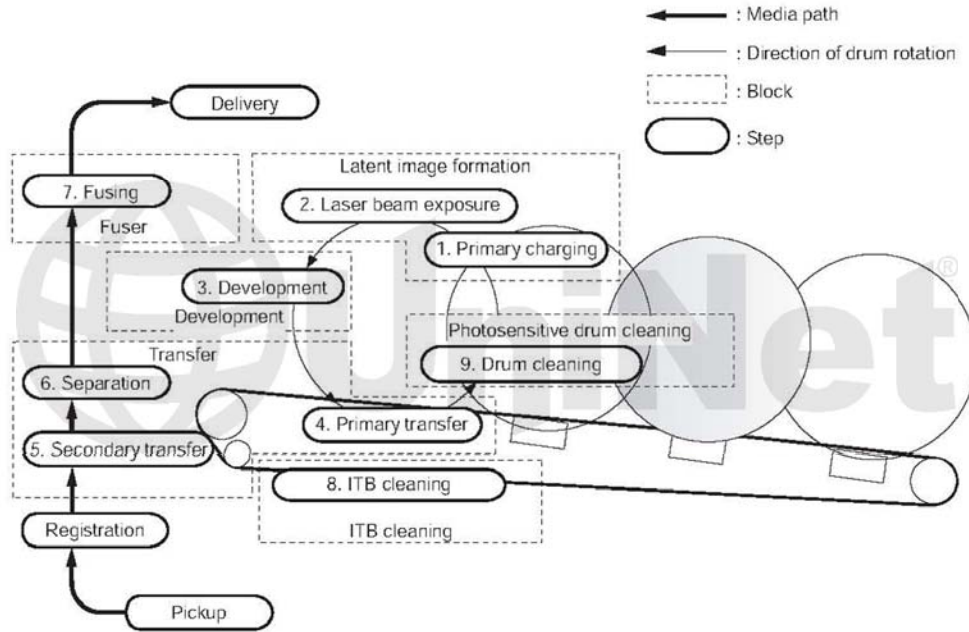 : Media path
: Direction of drum rotation
: Block
: Step
Delivery
Latent image formation
7. Fusing
2. Laser beam exposure
Fuser
1. Primary charging
3. Development
Development
UniNet®
Photosensitive drum cleaning
Transfer
9. Drum cleaning
6. Separation
4. Primary transfer
5. Secondary transfer
8. ITB cleaning
ITB cleaning
Registration
Pickup